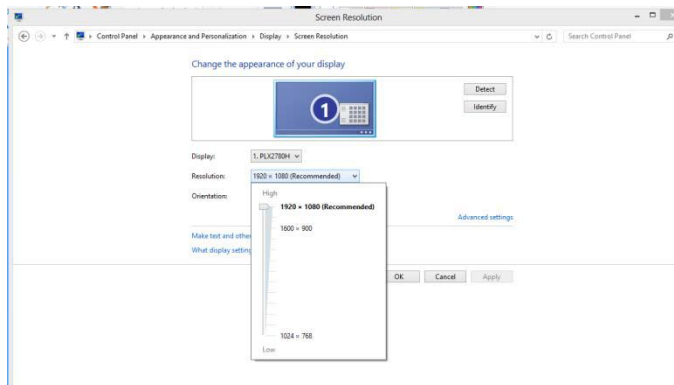 Screen Resolution
Control Panel › Appearance and Personalization › Display › Screen Resolution
Search Control Panel
Change the appearance of your display
1
Detect
Identify
Display: 1. PLX2780H
Resolution: 1920 × 1080 (Recommended)
Orientation:
High
1920 × 1080 (Recommended)
1600 × 900
1024 × 768
Low
Advanced settings
Make text and other
What display setting
OK Cancel Apply